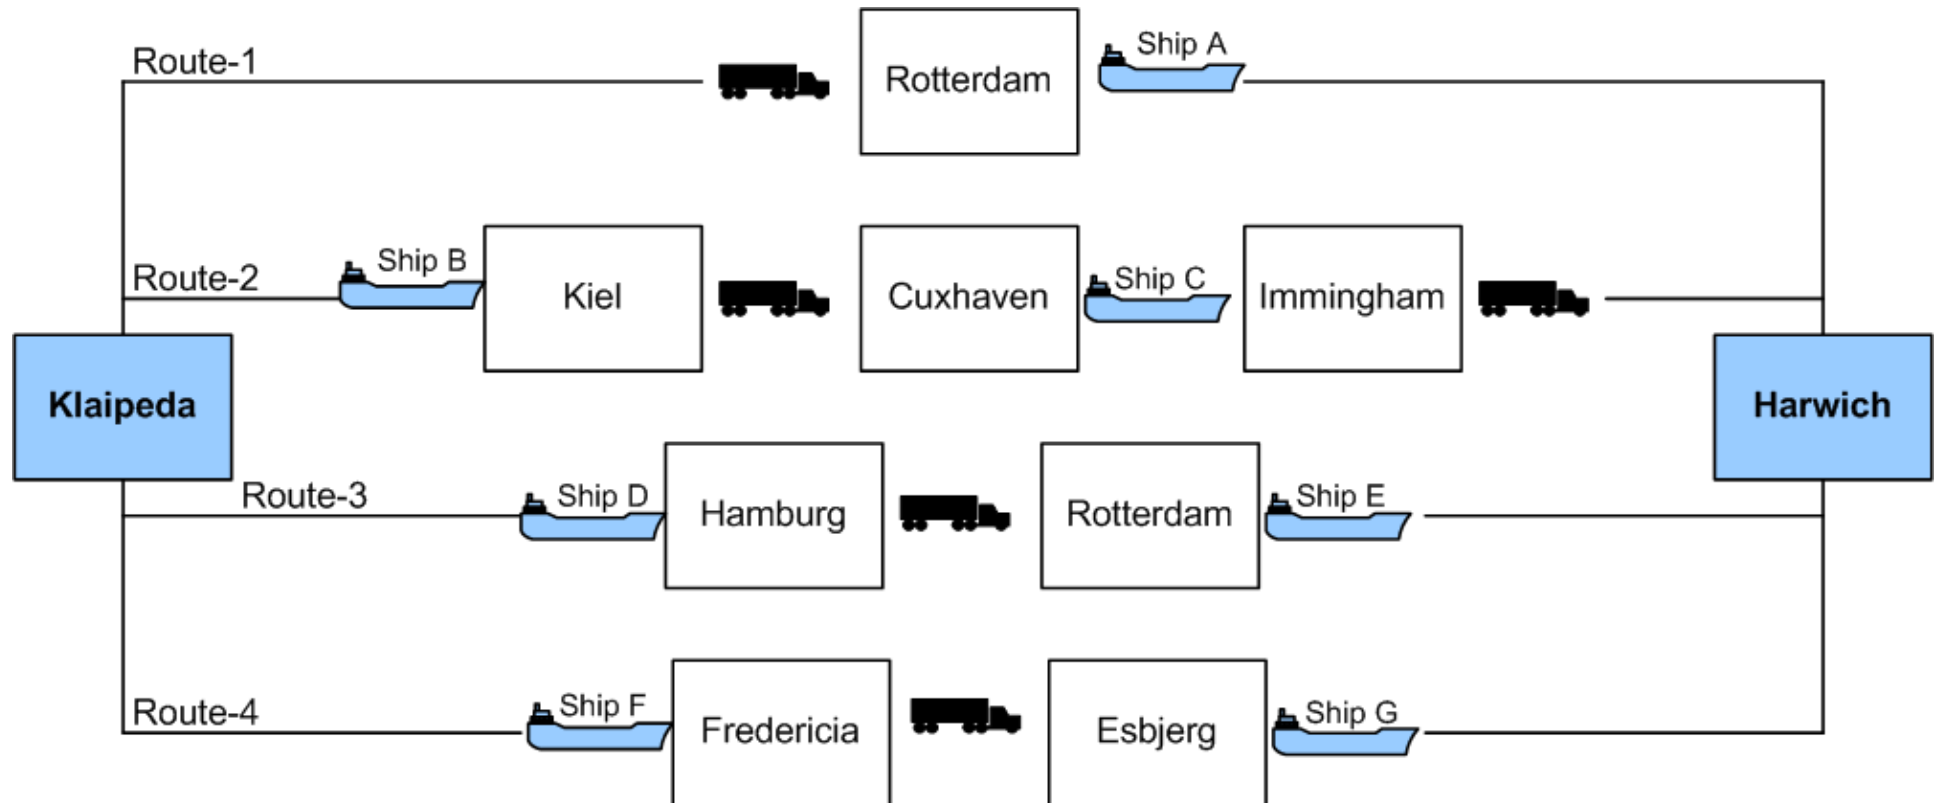 Route-1
Rotterdam
Ship A
Route-2
Ship B
Kiel
Cuxhaven
Ship C
Immingham
Klaipeda
Harwich
Route-3
Ship D
Hamburg
Rotterdam
Ship E
Route-4
Ship F
Fredericia
Esbjerg
Ship G